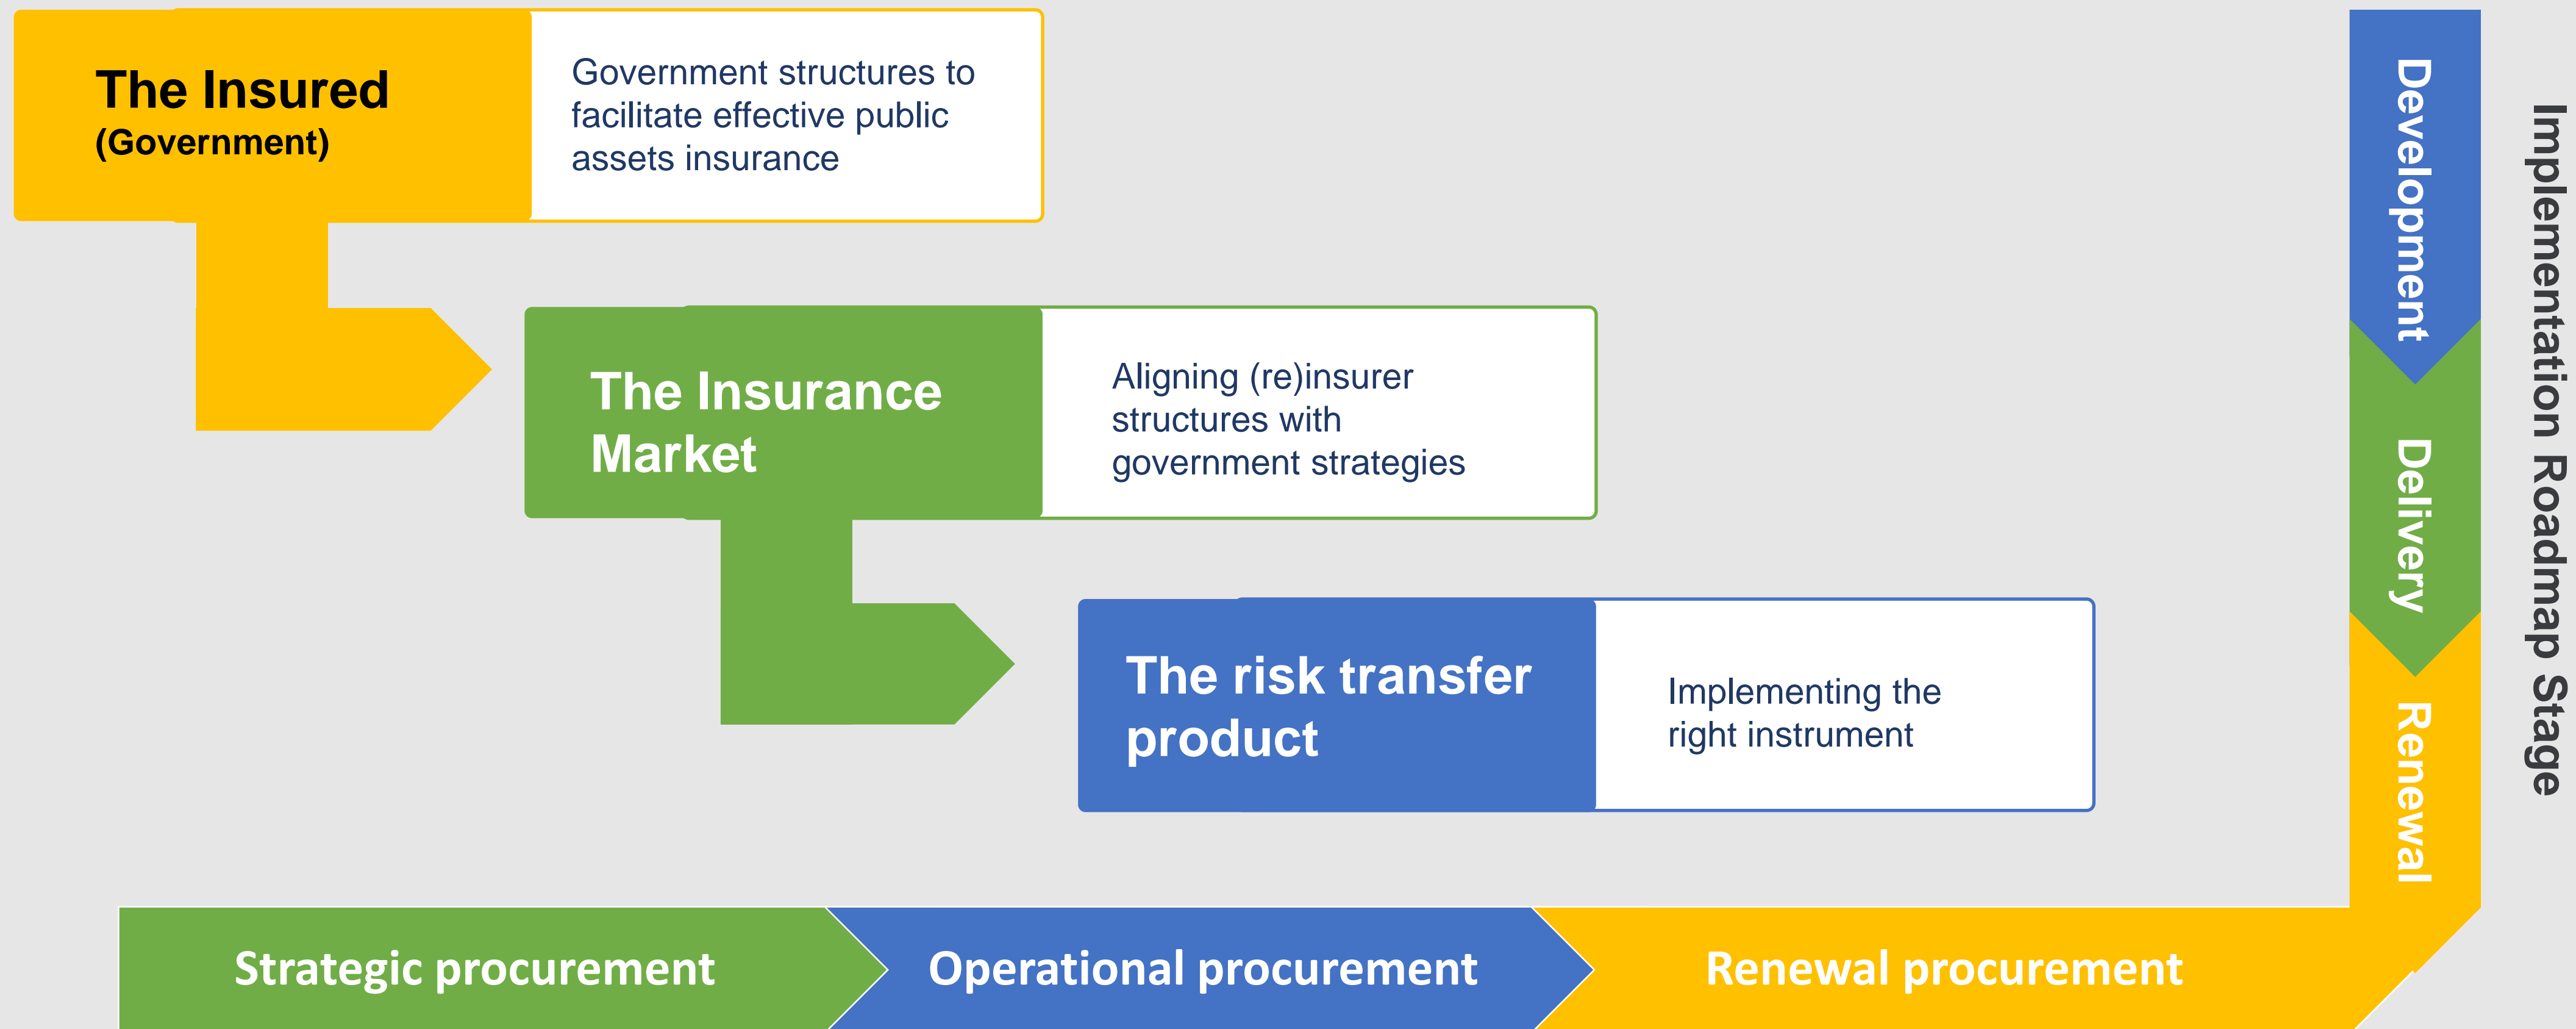 The Insured
(Government)
Government structures to
facilitate effective public
assets insurance
The Insurance
Market
Aligning (re)insurer
structures with
government strategies
The risk transfer
product
Implementing the
right instrument
Development
Delivery
Renewal
Implementation Roadmap Stage
Strategic procurement
Operational procurement
Renewal procurement